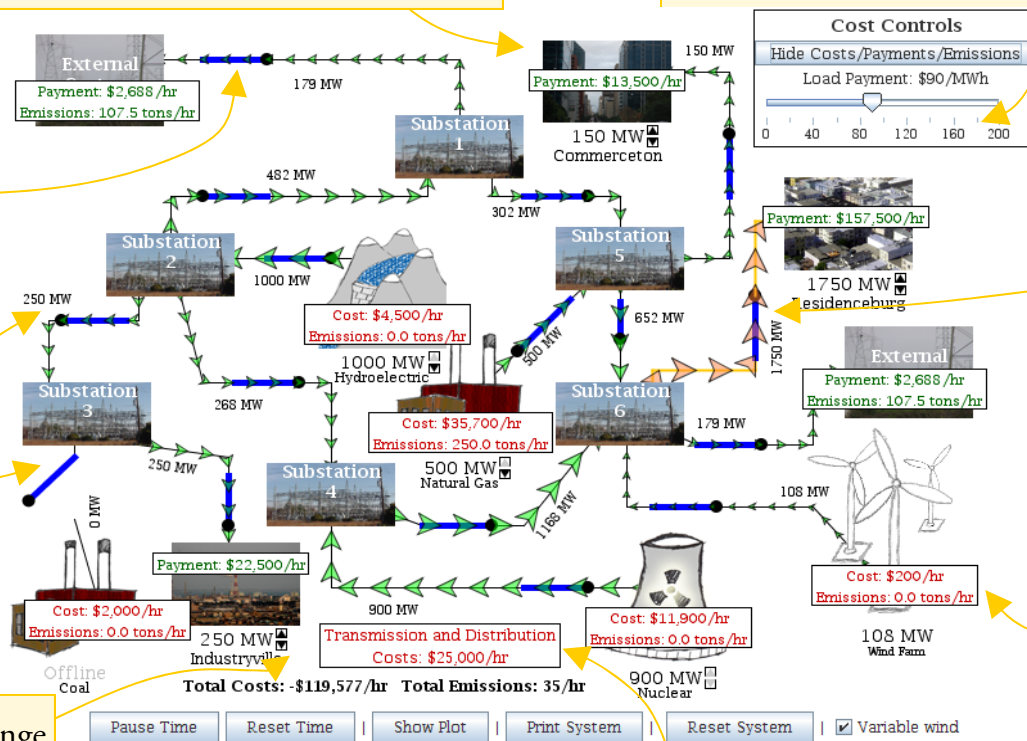 Cost Controls
Hide Costs/Payments/Emissions
Load Payment: $90/MWh
0 40 80 120 160 200
External
Payment: $2,688/hr
Emissions: 107.5 tons/hr
179 MW
Substation
1
150 MW
Payment: $13,500/hr
150 MW
Commerceton
482 MW
302 MW
Substation
2
1000 MW
Substation
5
Payment: $157,500/hr
1750 MW
Residenceburg
250 MW
Cost: $4,500/hr
Emissions: 0.0 tons/hr
1000 MW
Hydroelectric
500 MW
652 MW
1750 MW
External
Payment: $2,688/hr
Emissions: 107.5 tons/hr
Substation
3
268 MW
Cost: $35,700/hr
Emissions: 250.0 tons/hr
500 MW
Natural Gas
Substation
6
179 MW
250 MW
Substation
4
1168 MW
108 MW
0 MW
Payment: $22,500/hr
250 MW
Industryville
Cost: $2,000/hr
Emissions: 0.0 tons/hr
Offline
Coal
900 MW
Cost: $11,900/hr
Emissions: 0.0 tons/hr
900 MW
Nuclear
Cost: $200/hr
Emissions: 0.0 tons/hr
108 MW
Wind Farm
Transmission and Distribution
Costs: $25,000/hr
Total Costs: -$119,577/hr Total Emissions: 35/hr
nge
Pause Time | Reset Time | Show Plot | Print System | Reset System | Variable wind